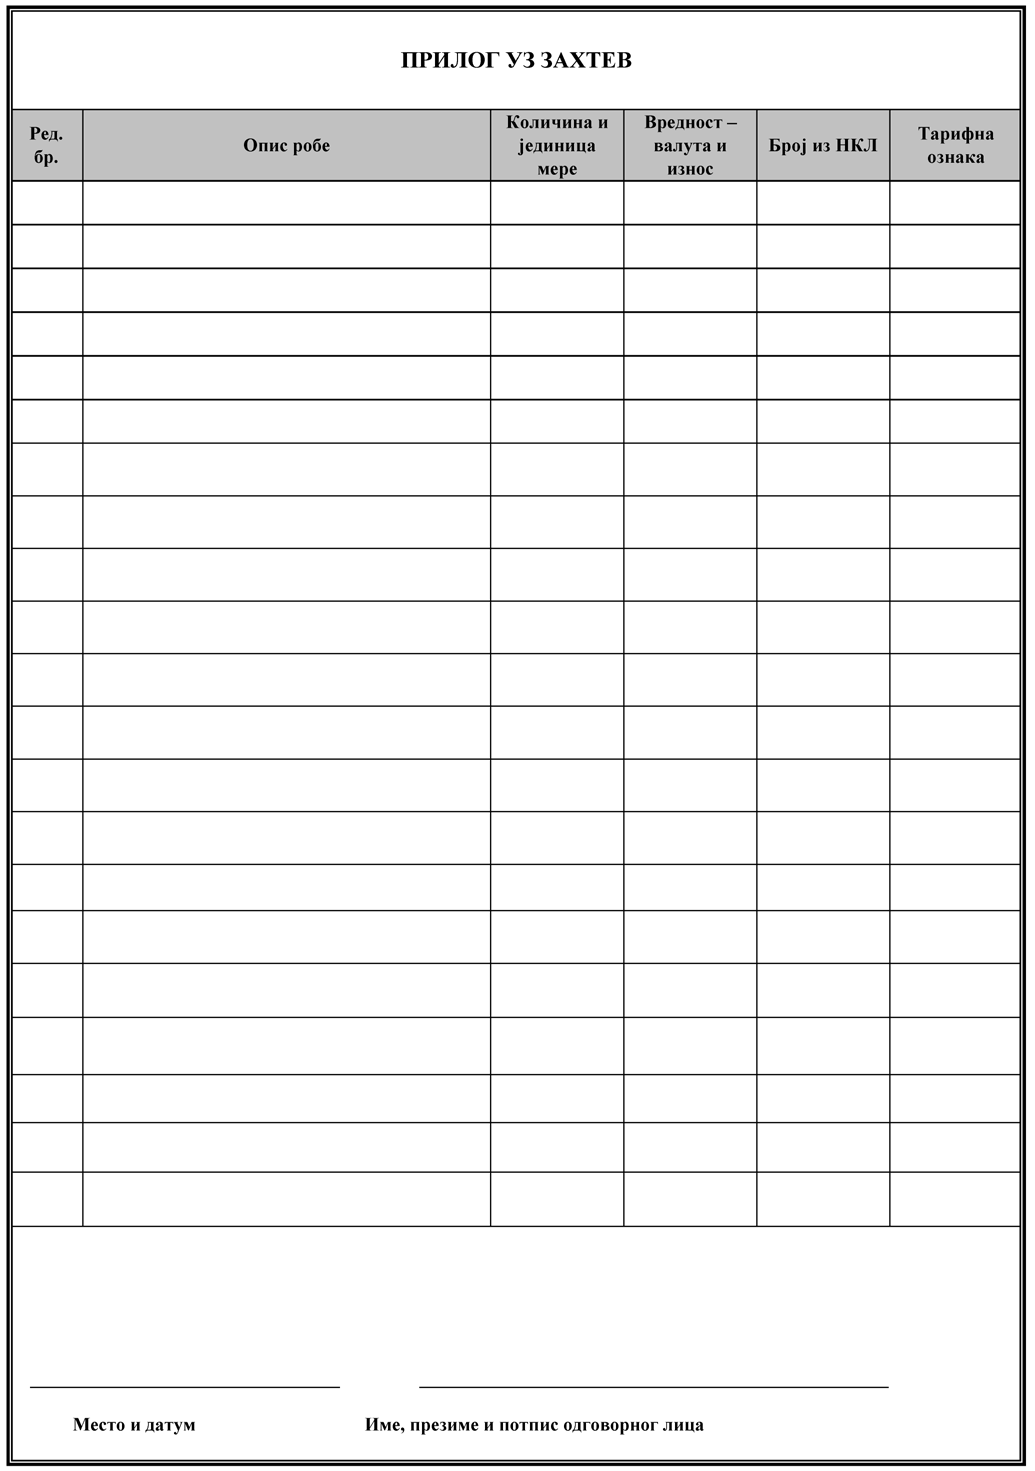 ПРИЛОГ УЗ ЗАХТЕВ
Ред.
бр.
Опис робе
Количина и
јединица
мере
Вредност –
валута и
износ
Број из НКЛ
Тарифна
ознака
Место и датум
Име, презиме и потпис одговорног лица